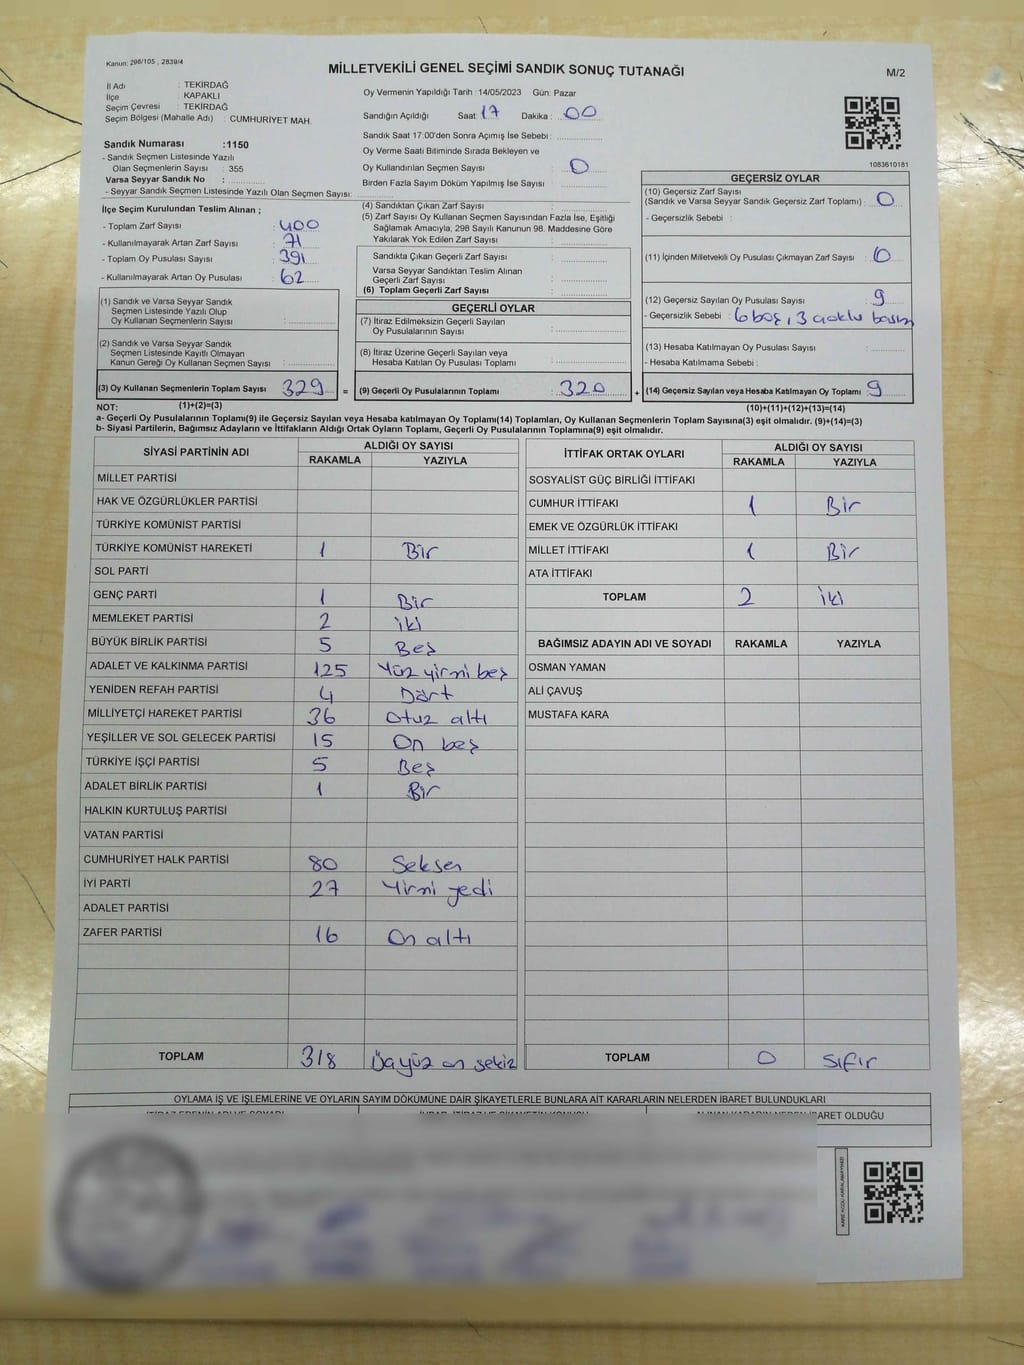 Kanun: 298/105 , 2839/4
MİLLETVEKİLİ GENEL SEÇİMİ SANDIK SONUÇ TUTANAĞI
M/2
İl Adı : TEKİRDAĞ
İlçe : KAPAKLI
Seçim Çevresi : TEKİRDAĞ
Seçim Bölgesi (Mahalle Adı) : CUMHURİYET MAH.
Sandık Numarası :1150
- Sandık Seçmen Listesinde Yazılı
Olan Seçmenlerin Sayısı : 355
Varsa Seyyar Sandık No :
- Seyyar Sandık Seçmen Listesinde Yazılı Olan Seçmen Sayısı:
Oy Vermenin Yapıldığı Tarih :14/05/2023 Gün: Pazar
Sandığın Açıldığı Saat: 17 Dakika : 00
Sandık Saat 17:00'den Sonra Açımış İse Sebebi:
Oy Verme Saati Bitiminde Sırada Bekleyen ve
Oy Kullandırılan Seçmen Sayısı : 0
Birden Fazla Sayım Döküm Yapılmış İse Sayısı :
1083610181
İlçe Seçim Kurulundan Teslim Alınan ;
- Toplam Zarf Sayısı : 400
- Kullanılmayarak Artan Zarf Sayısı : 71
- Toplam Oy Pusulası Sayısı : 391
- Kullanılmayarak Artan Oy Pusulası : 62
(1) Sandık ve Varsa Seyyar Sandık
Seçmen Listesinde Yazılı Olup
Oy Kullanan Seçmenlerin Sayısı :
(2) Sandık ve Varsa Seyyar Sandık
Seçmen Listesinde Kayıtlı Olmayan
Kanun Gereği Oy Kullanan Seçmen Sayısı :
(3) Oy Kullanan Seçmenlerin Toplam Sayısı : 329 =
(1)+(2)=(3)
(4) Sandıktan Çıkan Zarf Sayısı :
(5) Zarf Sayısı Oy Kullanan Seçmen Sayısından Fazla İse, Eşitliği
Sağlamak Amacıyla, 298 Sayılı Kanunun 98. Maddesine Göre
Yakılarak Yok Edilen Zarf Sayısı :
Sandıkta Çıkan Geçerli Zarf Sayısı :
Varsa Seyyar Sandıktan Teslim Alınan
Geçerli Zarf Sayısı :
(6) Toplam Geçerli Zarf Sayısı :
GEÇERLİ OYLAR
(7) İtiraz Edilmeksizin Geçerli Sayılan
Oy Pusulalarının Sayısı :
(8) İtiraz Üzerine Geçerli Sayılan veya
Hesaba Katılan Oy Pusulası Toplamı :
(9) Geçerli Oy Pusulalarının Toplamı : 320 +
GEÇERSİZ OYLAR
(10) Geçersiz Zarf Sayısı
(Sandık ve Varsa Seyyar Sandık Geçersiz Zarf Toplamı) : 0
- Geçersizlik Sebebi :
(11) İçinden Milletvekili Oy Pusulası Çıkmayan Zarf Sayısı : 0
(12) Geçersiz Sayılan Oy Pusulası Sayısı : 9
- Geçersizlik Sebebi : 6 boş, 3
(13) Hesaba Katılmayan Oy Pusulası Sayısı :
- Hesaba Katılmama Sebebi :
(14) Geçersiz Sayılan veya Hesaba Katılmayan Oy Toplamı : 9
(10)+(11)+(12)+(13)=(14)
NOT:
a- Geçerli Oy Pusulalarının Toplamı(9) ile Geçersiz Sayılan veya Hesaba katılmayan Oy Toplamı(14) Toplamları, Oy Kullanan Seçmenlerin Toplam Sayısına(3) eşit olmalıdır. (9)+(14)=(3)
b- Siyasi Partilerin, Bağımsız Adayların ve İttifakların Aldığı Ortak Oyların Toplamı, Geçerli Oy Pusulalarının Toplamına(9) eşit olmalıdır.
SİYASİ PARTİNİN ADI ALDIĞI OY SAYISI
RAKAMLA YAZIYLA
MİLLET PARTİSİ
HAK VE ÖZGÜRLÜKLER PARTİSİ
TÜRKİYE KOMÜNİST PARTİSİ
TÜRKİYE KOMÜNİST HAREKETİ 1 Bir
SOL PARTİ
GENÇ PARTİ 1 Bir
MEMLEKET PARTİSİ 2 iki
BÜYÜK BİRLİK PARTİSİ 5 Beş
ADALET VE KALKINMA PARTİSİ 125 Yüz yirmi beş
YENİDEN REFAH PARTİSİ 4 Dört
MİLLİYETÇİ HAREKET PARTİSİ 36 Otuz altı
YEŞİLLER VE SOL GELECEK PARTİSİ 15 On beş
TÜRKİYE İŞÇİ PARTİSİ 5 Beş
ADALET BİRLİK PARTİSİ 1 Bir
HALKIN KURTULUŞ PARTİSİ
VATAN PARTİSİ
CUMHURİYET HALK PARTİSİ 80 Seksen
İYİ PARTİ 27 Yirmi yedi
ADALET PARTİSİ
ZAFER PARTİSİ 16 On altı
TOPLAM 318 Üçyüz on sekiz
İTTİFAK ORTAK OYLARI ALDIĞI OY SAYISI
RAKAMLA YAZIYLA
SOSYALİST GÜÇ BİRLİĞİ İTTİFAKI
CUMHUR İTTİFAKI 1 Bir
EMEK VE ÖZGÜRLÜK İTTİFAKI
MİLLET İTTİFAKI 1 Bir
ATA İTTİFAKI
TOPLAM 2 iki
BAĞIMSIZ ADAYIN ADI VE SOYADI RAKAMLA YAZIYLA
OSMAN YAMAN
ALİ ÇAVUŞ
MUSTAFA KARA
TOPLAM 0 Sıfır
OYLAMA İŞ VE İŞLEMLERİNE VE OYLARIN SAYIM DÖKÜMÜNE DAİR ŞİKAYETLERLE BUNLARA AİT KARARLARIN NELERDEN İBARET BULUNDUKLARI
İTİRAZ EDENİN ADI VE SOYADI İHBAR, İTİRAZ VE ŞİKAYETİN KONUSU ALINAN KARARIN NEDEN İBARET OLDUĞU
KARE KODU KARALAMAYINIZ!